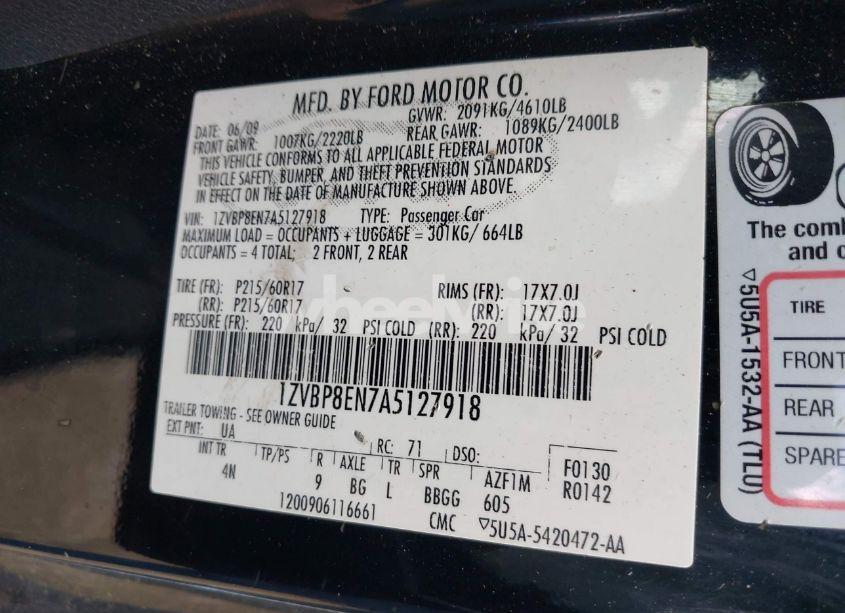 MFD. BY FORD MOTOR CO.
DATE: 06/09 GVWR: 2091KG/4610LB
FRONT GAWR: 1007KG/2220LB REAR GAWR: 1089KG/2400LB
THIS VEHICLE CONFORMS TO ALL APPLICABLE FEDERAL MOTOR
VEHICLE SAFETY, BUMPER, AND THEFT PREVENTION STANDARDS
IN EFFECT ON THE DATE OF MANUFACTURE SHOWN ABOVE.
VIN: 1ZVBP8EN7A5127918 TYPE: Passenger Car
MAXIMUM LOAD = OCCUPANTS + LUGGAGE = 301KG/ 664LB
OCCUPANTS = 4 TOTAL; 2 FRONT, 2 REAR
TIRE (FR): P215/60R17 RIMS (FR): 17X7.0J
(RR): P215/60R17 (RR): 17X7.0J
PRESSURE (FR): 220 kPa/ 32 PSI COLD (RR): 220 kPa/ 32 PSI COLD
1ZVBP8EN7A5127918
TRAILER TOWING - SEE OWNER GUIDE
EXT PNT: UA RC: 71 DSO:
INT TR TP/PS R AXLE TR SPR AZF1M F0130
4N 9 BG L BBGG 605 R0142
1200906116661 CMC ▽5U5A-5420472-AA
The comb
and c
▽5U5A-1532-AA (TLU)
TIRE
FRONT
REAR
SPARE